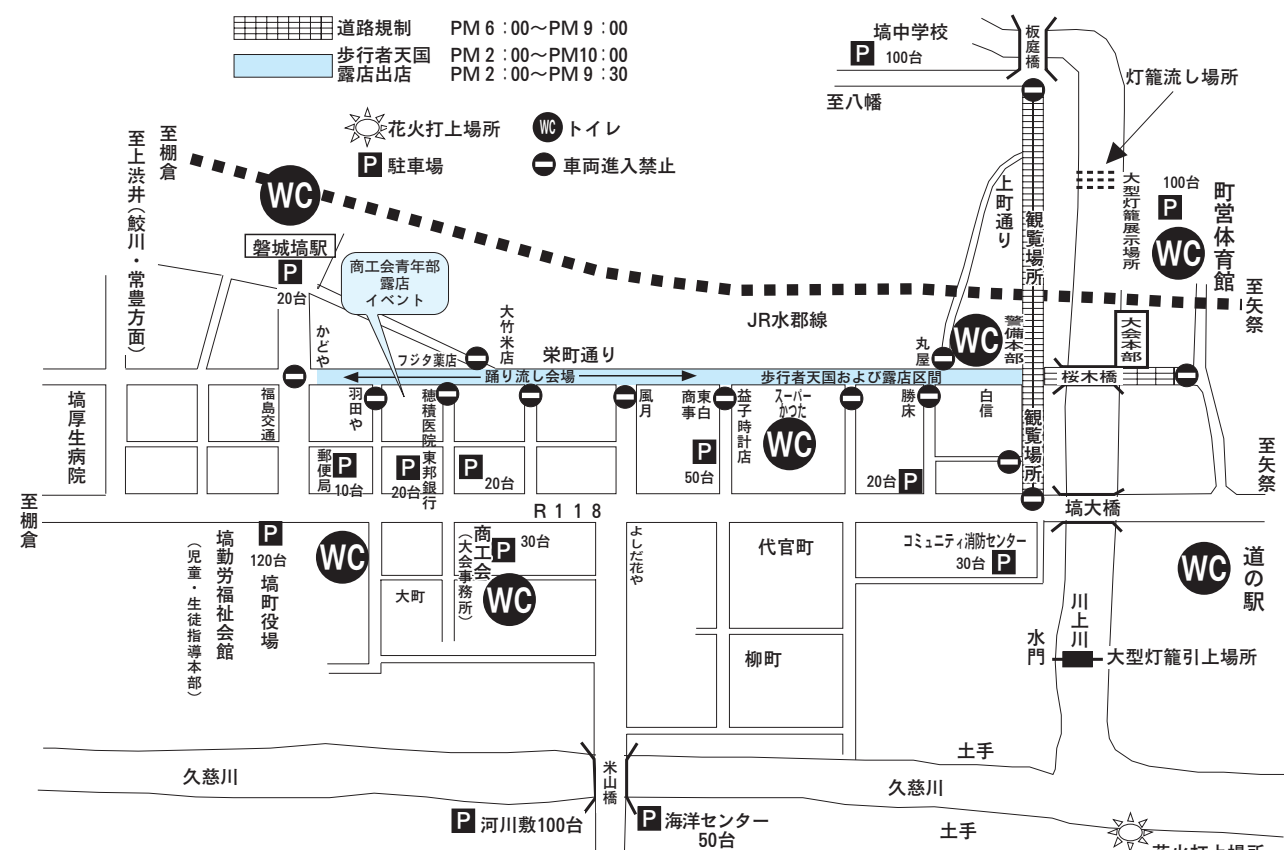 道路規制 PM 6:00〜PM 9:00
歩行者天国 PM 2:00〜PM10:00
露店出店 PM 2:00〜PM 9:30
花火打上場所
WC トイレ
P 駐車場
車両進入禁止
塙中学校
P 100台
板庭橋
至八幡
灯籠流し場所
至上渋井(鮫川・常豊方面)
至棚倉
WC
磐城塙駅
P
20台
商工会青年部
露店
イベント
上町通り
観覧場所
大型灯籠展示場所
100台
P
WC
町営体育館
至矢祭
JR水郡線
かどや
フジタ薬店
大竹米店
栄町通り
丸屋
WC
警備本部
大会本部
踊り流し会場
歩行者天国および露店区間
桜木橋
塙厚生病院
福島交通
羽田や
穂積医院
東邦銀行
風月
東白商事
益子時計店
スーパー
かつた
WC
勝床
白信
観覧場所
郵便局
P
10台
P
20台
P
20台
P
50台
20台 P
至矢祭
至棚倉
R118
塙大橋
P
120台
塙町役場
塙勤労福祉会館
(児童・生徒指導本部)
WC
大町
商工会
(大会事務所)
P 30台
WC
よしだ花や
代官町
コミュニティ消防センター
30台 P
WC
道の駅
柳町
川上川
水門
大型灯籠引上場所
久慈川
米山橋
久慈川
土手
P 河川敷100台
P 海洋センター
50台
土手
花火打上場所